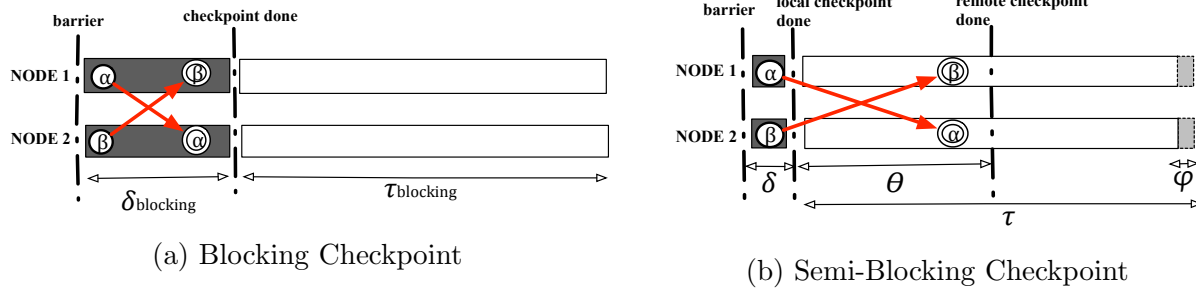 barrier
checkpoint done
NODE 1
α
β
NODE 2
β
α
δblocking
τblocking
(a) Blocking Checkpoint
barrier
local checkpoint
done
remote checkpoint
done
NODE 1
α
β
NODE 2
β
α
δ
θ
φ
τ
(b) Semi-Blocking Checkpoint